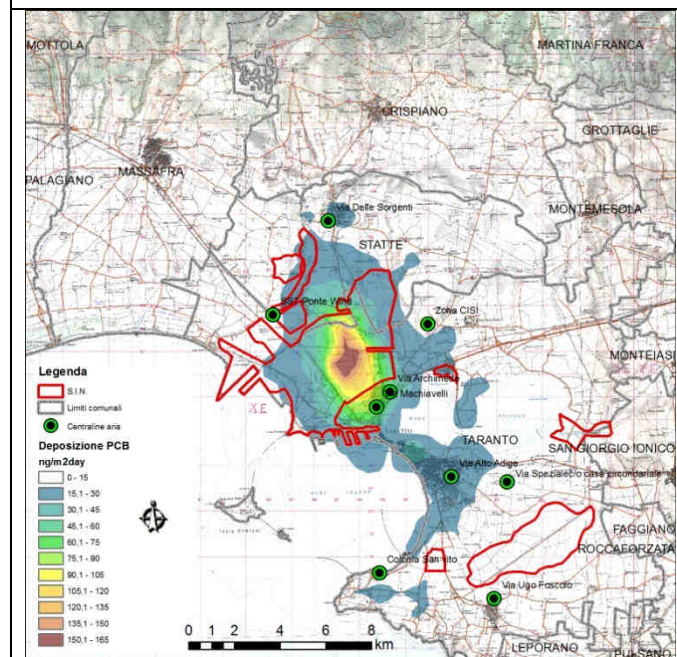 MOTTOLA
MARTINA FRANCA
CRISPIANO
GROTTAGLIE
MASSAFRA
PALAGIANO
MONTEMESOLA
Via Delle Sorgenti
STATTE
SS7 Ponte Wind
Zona CISI
MONTEIASI
Legenda
S.I.N.
Limiti comunali
Centraline aria
Via Archimede
Machiavelli
Deposizione PCB
ng/m2day
0 - 15
15,1 - 30
30,1 - 45
45,1 - 60
60,1 - 75
75,1 - 90
90,1 - 105
105,1 - 120
120,1 - 135
135,1 - 150
150,1 - 165
TARANTO
SAN GIORGIO IONICO
Via Alto Adige
Via Speziale c/o casa circondariale
FAGGIANO
ROCCAFORZATA
Colonia San Vito
Via Ugo Foscolo
0 1 2 4 6 8
km
LEPORANO
PULSANO